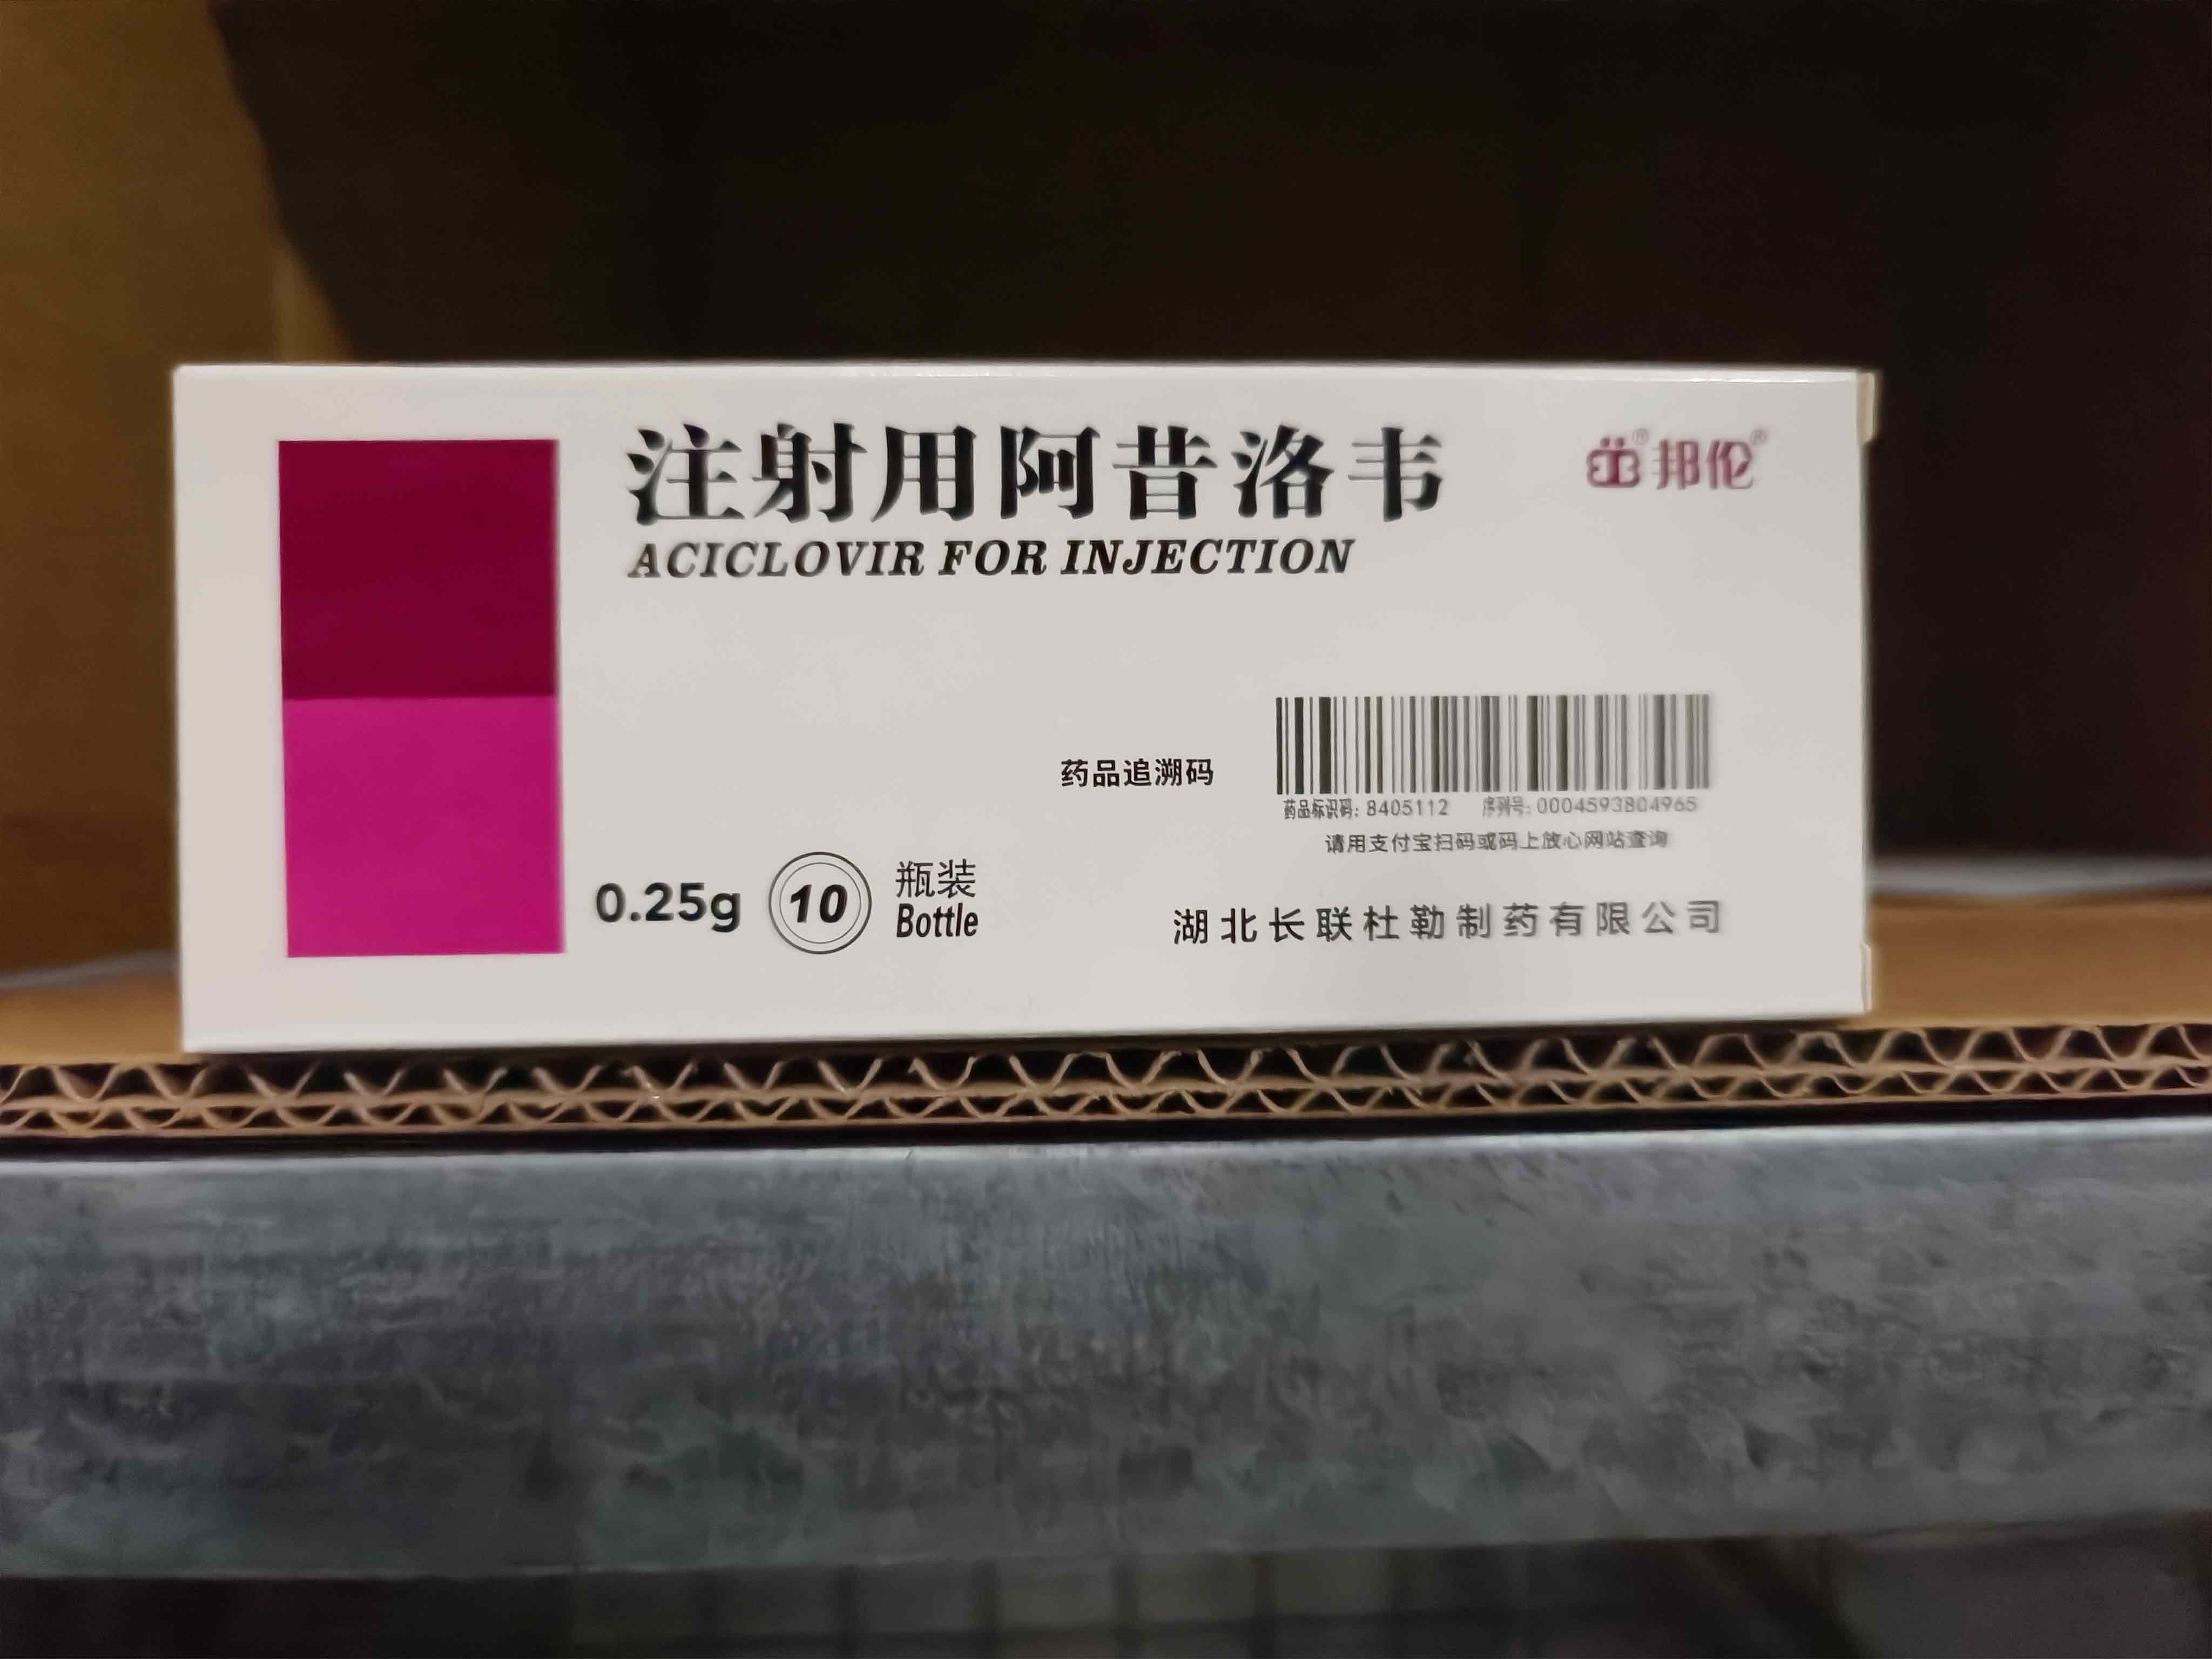 注射用阿昔洛韦
® 邦伦®
ACICLOVIR FOR INJECTION
药品追溯码
药品标识码: 8405112 序列号: 0004593804965
请用支付宝扫码或码上放心网站查询
0.25g 10 瓶装
Bottle
湖北长联杜勒制药有限公司